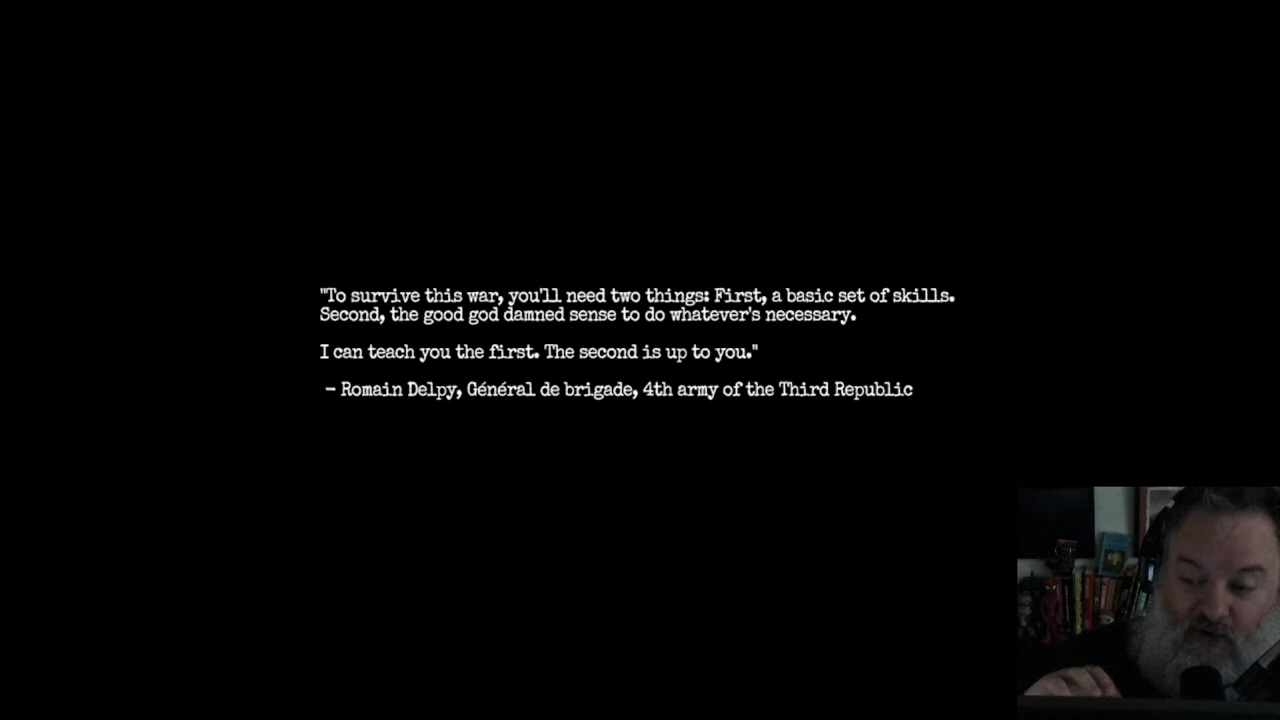 "To survive this war, you'll need two things: First, a basic set of skills.
Second, the good god damned sense to do whatever's necessary.
I can teach you the first. The second is up to you."
– Romain Delpy, Général de brigade, 4th army of the Third Republic